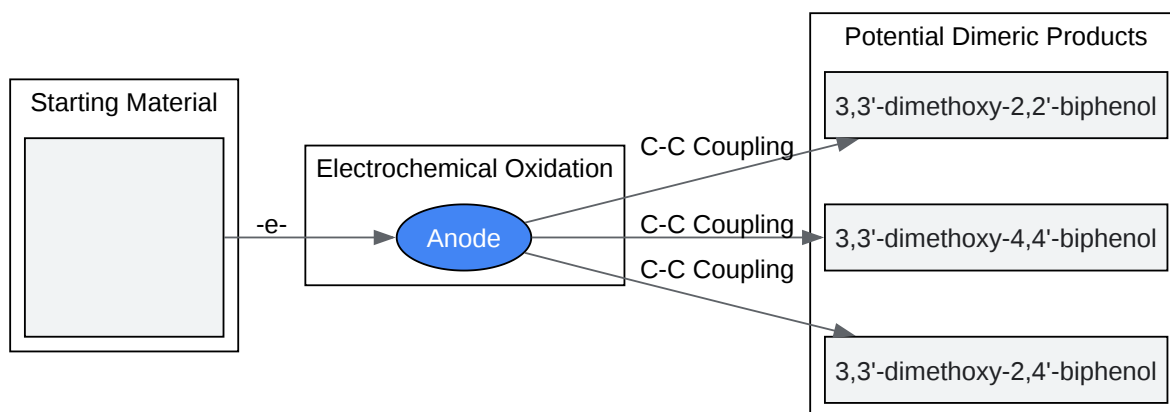 Starting Material
-e-
Electrochemical Oxidation
Anode
C-C Coupling
C-C Coupling
C-C Coupling
Potential Dimeric Products
3,3'-dimethoxy-2,2'-biphenol
3,3'-dimethoxy-4,4'-biphenol
3,3'-dimethoxy-2,4'-biphenol